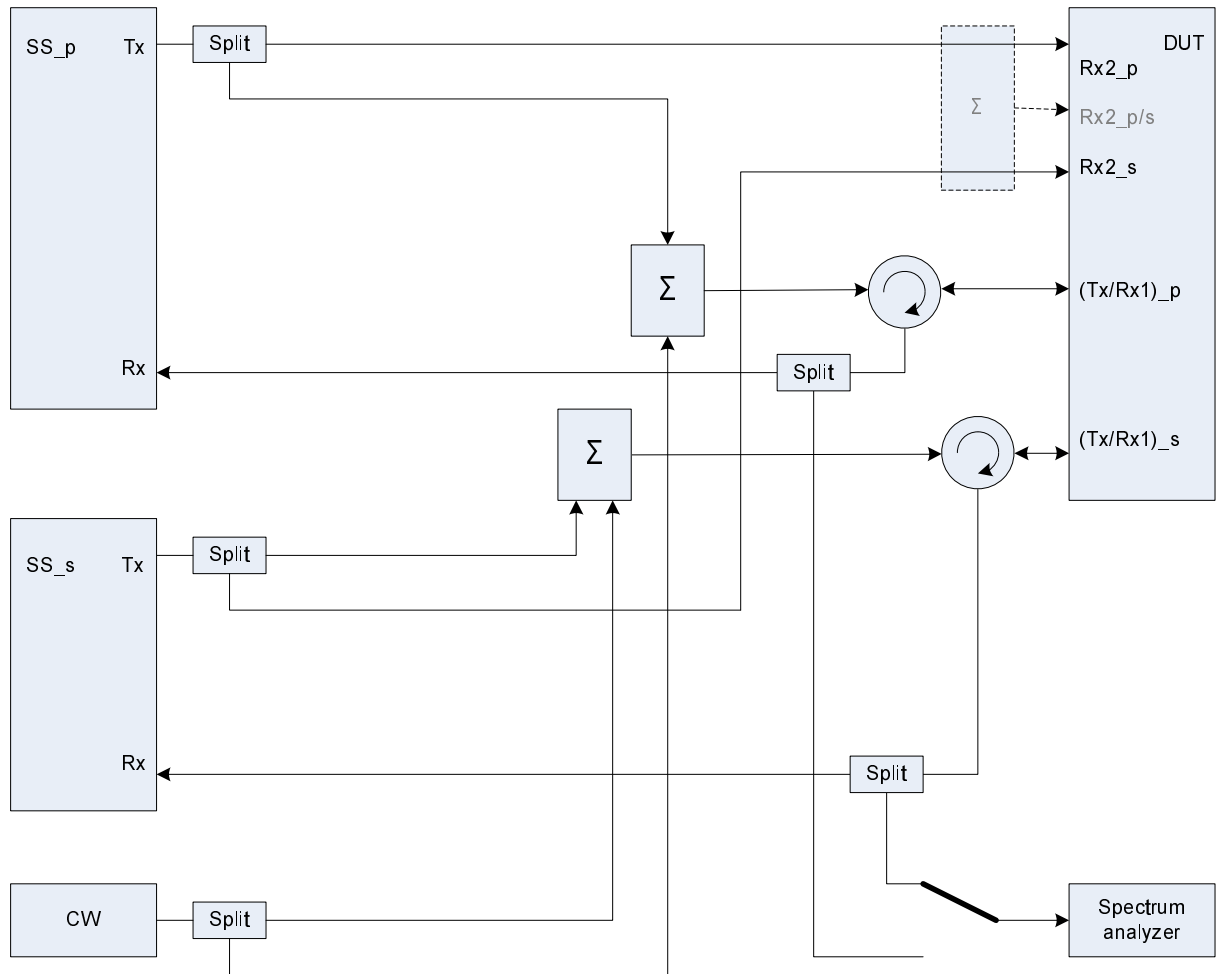 SS_p
Tx
Split
Σ
DUT
Rx2_p
Rx2_p/s
Rx2_s
Σ
(Tx/Rx1)_p
Rx
Split
Σ
(Tx/Rx1)_s
SS_s
Tx
Split
Rx
Split
CW
Split
Spectrum
analyzer